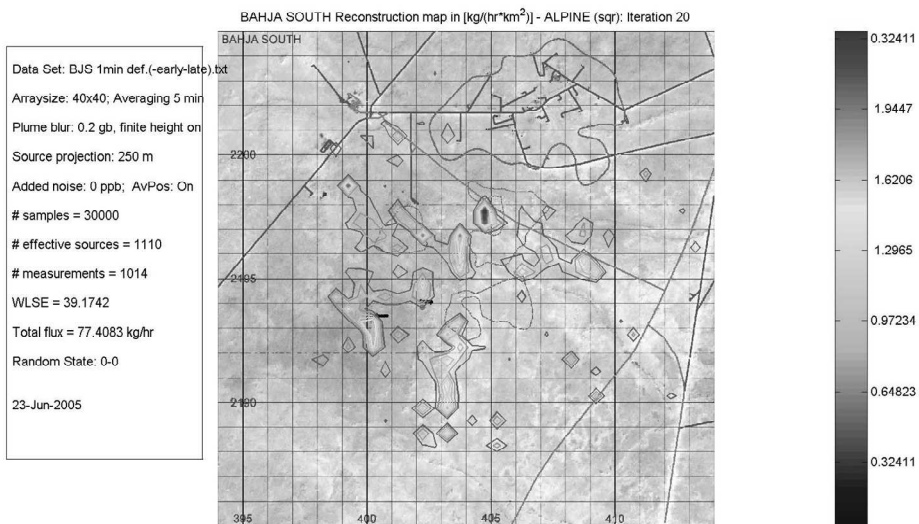 BAHJA SOUTH Reconstruction map in [kg/(hr*km²)] - ALPINE (sqr): Iteration 20
BAHJA SOUTH
Data Set: BJS 1min def.(-early-late).txt
Arraysize: 40x40; Averaging 5 min
Plume blur: 0.2 gb, finite height on
Source projection: 250 m
Added noise: 0 ppb; AvPos: On
# samples = 30000
# effective sources = 1110
# measurements = 1014
WLSE = 39.1742
Total flux = 77.4083 kg/hr
Random State: 0-0
23-Jun-2005
2200
2195
2190
395
400
405
410
0.32411
1.9447
1.6206
1.2965
0.97234
0.64823
0.32411